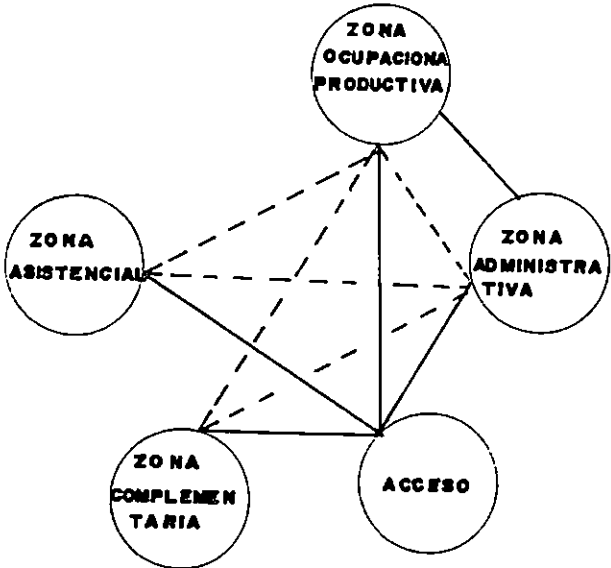 ZONA
OCUPACIONA
PRODUCTIVA
ZONA
ASISTENCIAL
ZONA
ADMINISTRA
TIVA
ZONA
COMPLEMEN
TARIA
ACCESO